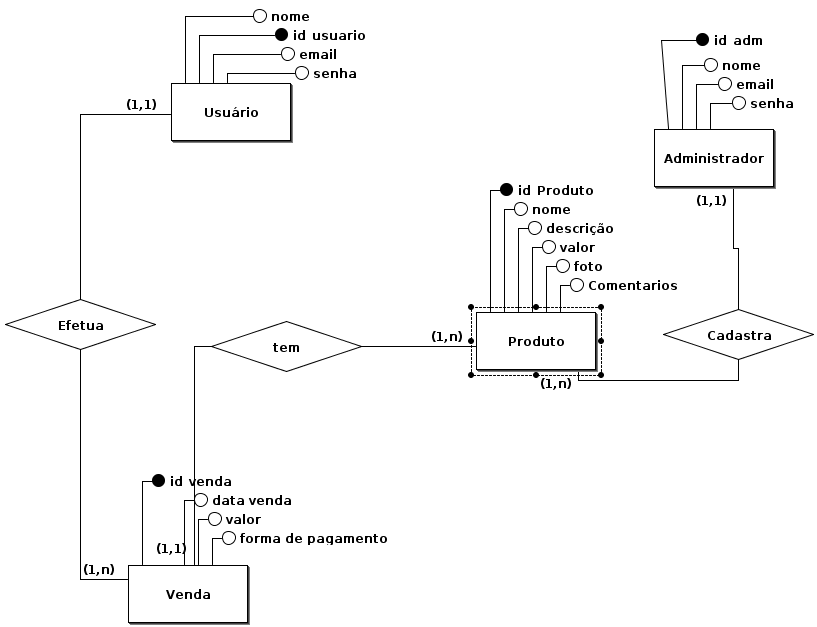 nome
id usuario
email
senha
(1,1)
Usuário
id adm
nome
email
senha
Administrador
(1,1)
id Produto
nome
descrição
valor
foto
Comentarios
Efetua
tem
(1,n)
Produto
Cadastra
(1,n)
id venda
data venda
valor
forma de pagamento
(1,1)
(1,n)
Venda